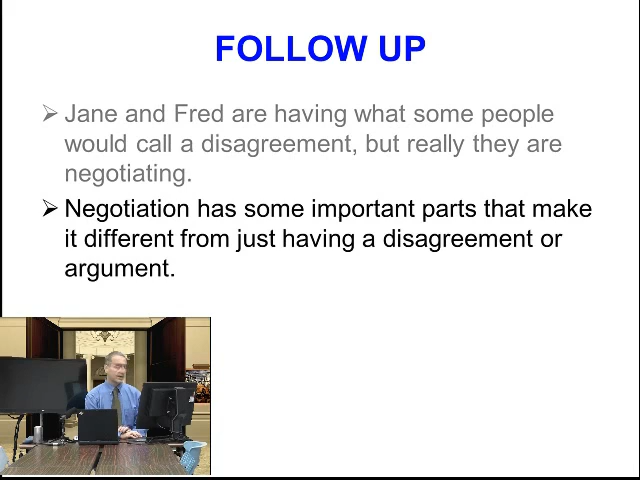 FOLLOW UP
Jane and Fred are having what some people
would call a disagreement, but really they are
negotiating.
Negotiation has some important parts that make
it different from just having a disagreement or
argument.